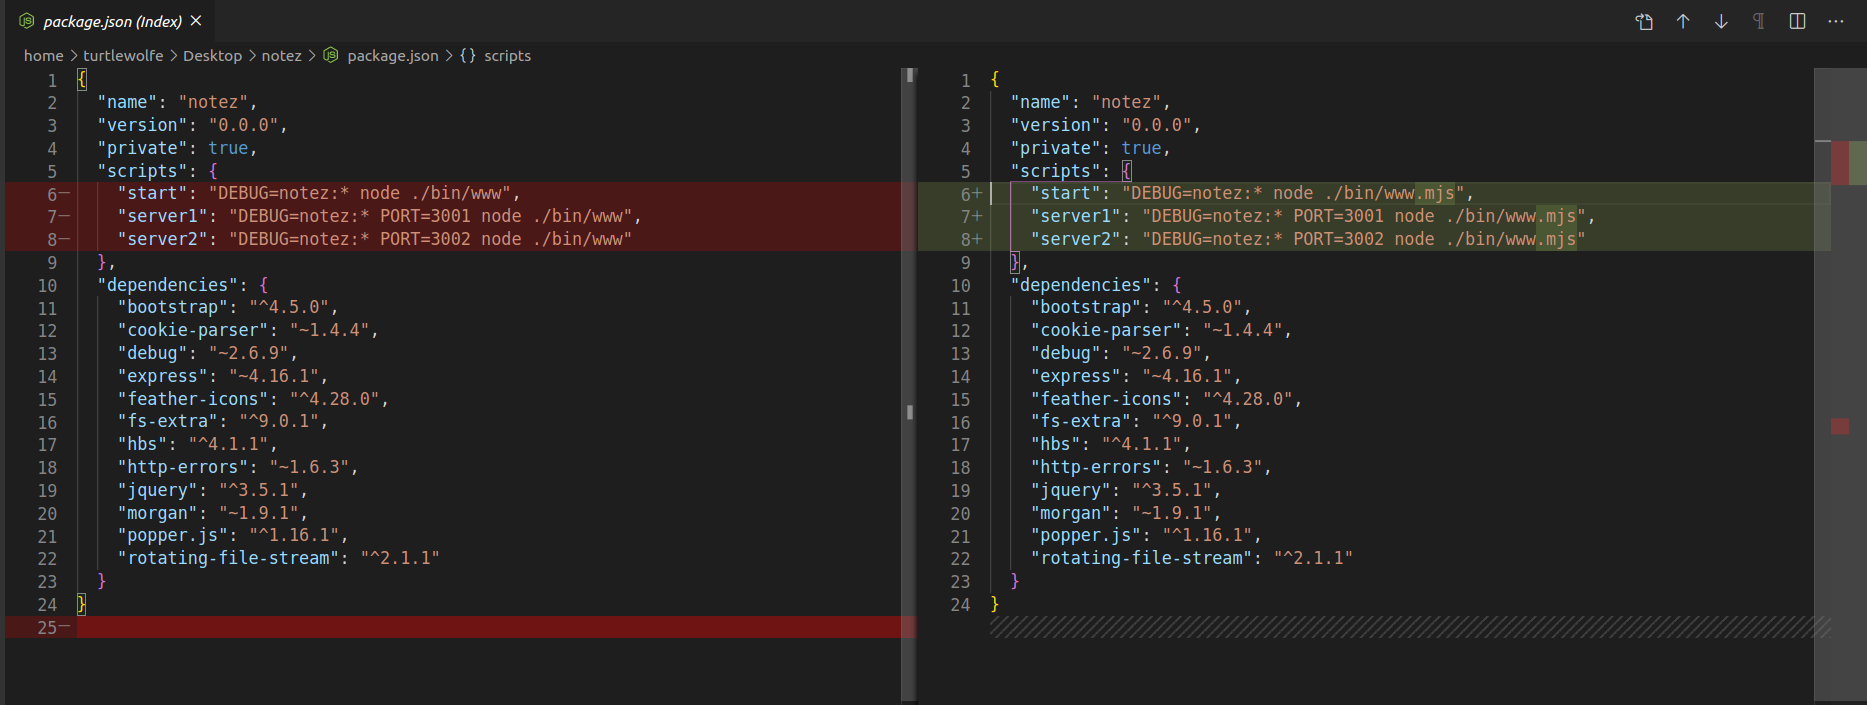 package.json (Index)
home > turtlewolfe > Desktop > notez > package.json > {} scripts
1 {
2 "name": "notez",
3 "version": "0.0.0",
4 "private": true,
5 "scripts": {
6− "start": "DEBUG=notez:* node ./bin/www",
7− "server1": "DEBUG=notez:* PORT=3001 node ./bin/www",
8− "server2": "DEBUG=notez:* PORT=3002 node ./bin/www"
9 },
10 "dependencies": {
11 "bootstrap": "^4.5.0",
12 "cookie-parser": "~1.4.4",
13 "debug": "~2.6.9",
14 "express": "~4.16.1",
15 "feather-icons": "^4.28.0",
16 "fs-extra": "^9.0.1",
17 "hbs": "^4.1.1",
18 "http-errors": "~1.6.3",
19 "jquery": "^3.5.1",
20 "morgan": "~1.9.1",
21 "popper.js": "^1.16.1",
22 "rotating-file-stream": "^2.1.1"
23 }
24 }
25−
1 {
2 "name": "notez",
3 "version": "0.0.0",
4 "private": true,
5 "scripts": {
6+ "start": "DEBUG=notez:* node ./bin/www.mjs",
7+ "server1": "DEBUG=notez:* PORT=3001 node ./bin/www.mjs",
8+ "server2": "DEBUG=notez:* PORT=3002 node ./bin/www.mjs"
9 },
10 "dependencies": {
11 "bootstrap": "^4.5.0",
12 "cookie-parser": "~1.4.4",
13 "debug": "~2.6.9",
14 "express": "~4.16.1",
15 "feather-icons": "^4.28.0",
16 "fs-extra": "^9.0.1",
17 "hbs": "^4.1.1",
18 "http-errors": "~1.6.3",
19 "jquery": "^3.5.1",
20 "morgan": "~1.9.1",
21 "popper.js": "^1.16.1",
22 "rotating-file-stream": "^2.1.1"
23 }
24 }